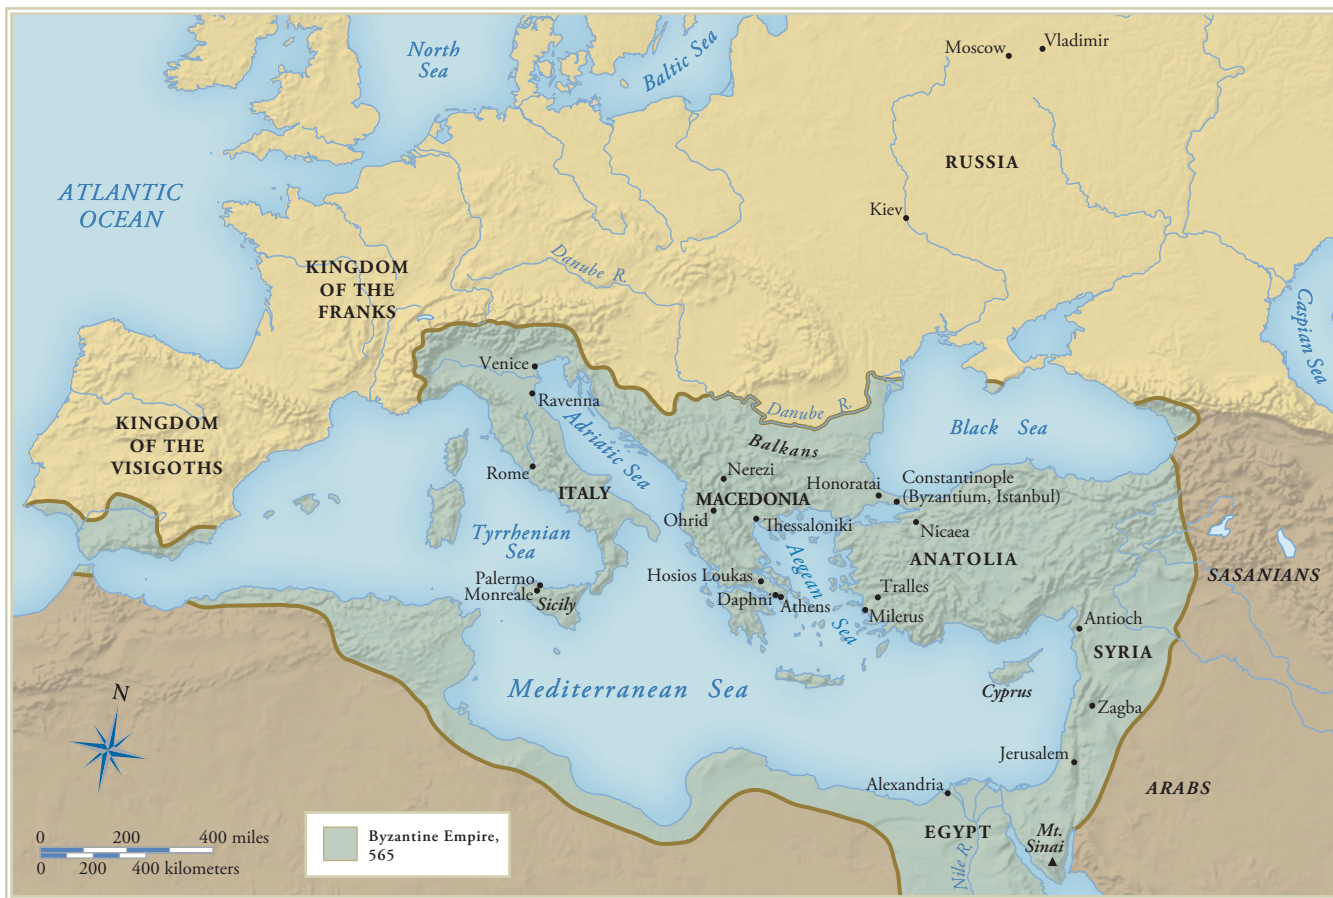 North
Sea
Baltic Sea
Moscow
Vladimir
RUSSIA
ATLANTIC
OCEAN
Kiev
KINGDOM
OF THE
FRANKS
Danube R.
Caspian Sea
Venice
Ravenna
Danube R.
KINGDOM
OF THE
VISIGOTHS
Adriatic Sea
Balkans
Black Sea
Rome
ITALY
Nerezi
MACEDONIA
Honoratai
Constantinople
(Byzantium, Istanbul)
Ohrid
Thessaloniki
Nicaea
Tyrrhenian
Sea
Aegean Sea
ANATOLIA
SASANIANS
Palermo
Monreale
Sicily
Hosios Loukas
Daphni
Athens
Tralles
Miletus
Antioch
SYRIA
Mediterranean Sea
Cyprus
Zagba
N
Jerusalem
Alexandria
ARABS
EGYPT
Mt.
Sinai
Nile R.
0 200 400 miles
0 200 400 kilometers
Byzantine Empire,
565